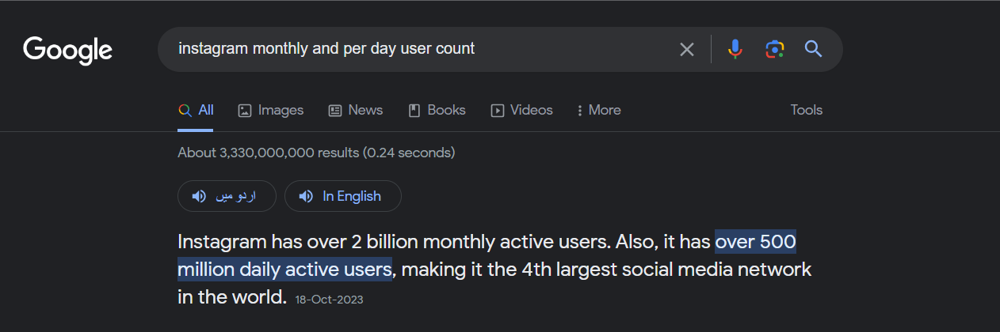 Google
instagram monthly and per day user count
All Images News Books Videos More Tools
About 3,330,000,000 results (0.24 seconds)
اردو میں In English
Instagram has over 2 billion monthly active users. Also, it has over 500
million daily active users, making it the 4th largest social media network
in the world. 18-Oct-2023